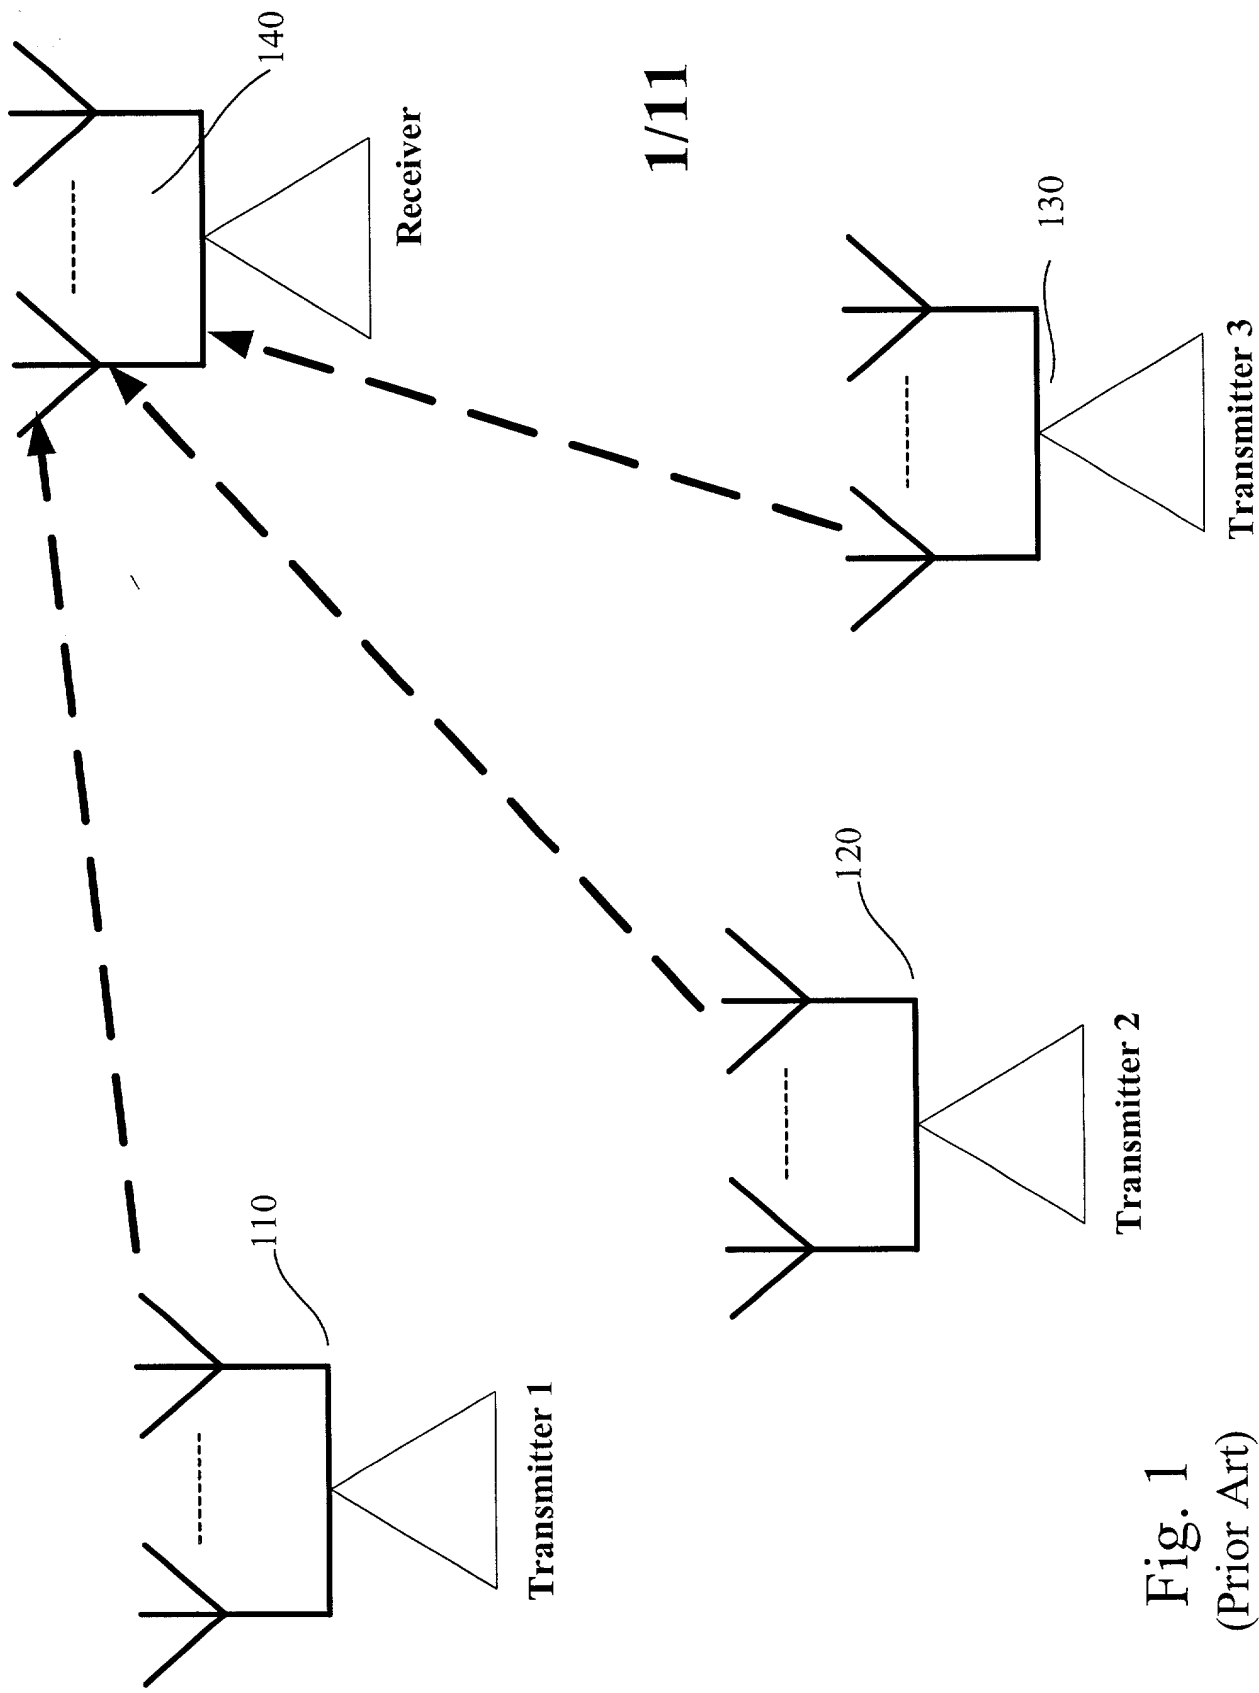 140
Receiver
1/11
130
Transmitter 3
120
Transmitter 2
110
Transmitter 1
Fig. 1
(Prior Art)